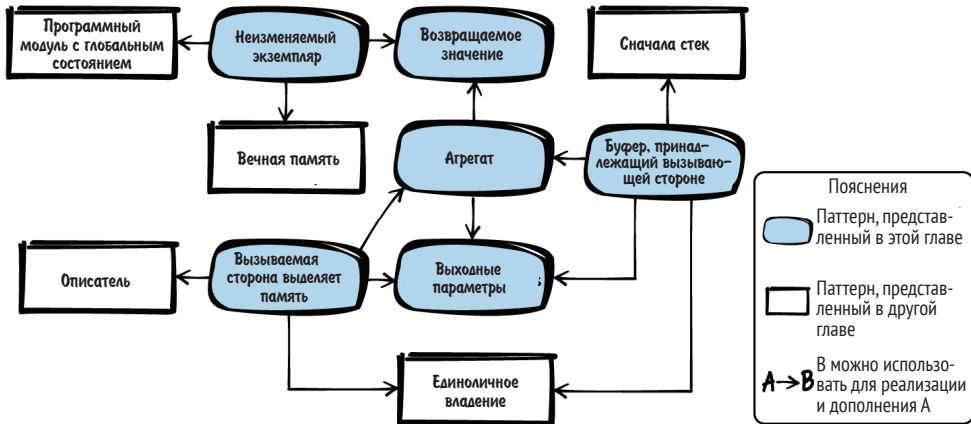 Программный
модуль с глобальным
состоянием
Неизменяемый
экземпляр
Возвращаемое
значение
Сначала стек
Вечная память
Агрегат
Буфер, принад-
лежащий вызываю-
щей стороне
Описатель
Вызываемая
сторона выделяет
память
Выходные
параметры
Единоличное
владение
Пояснения
Паттерн, представ-
ленный в этой главе
Паттерн, представ-
ленный в другой
главе
A→B
В можно использо-
вать для реализации
и дополнения А